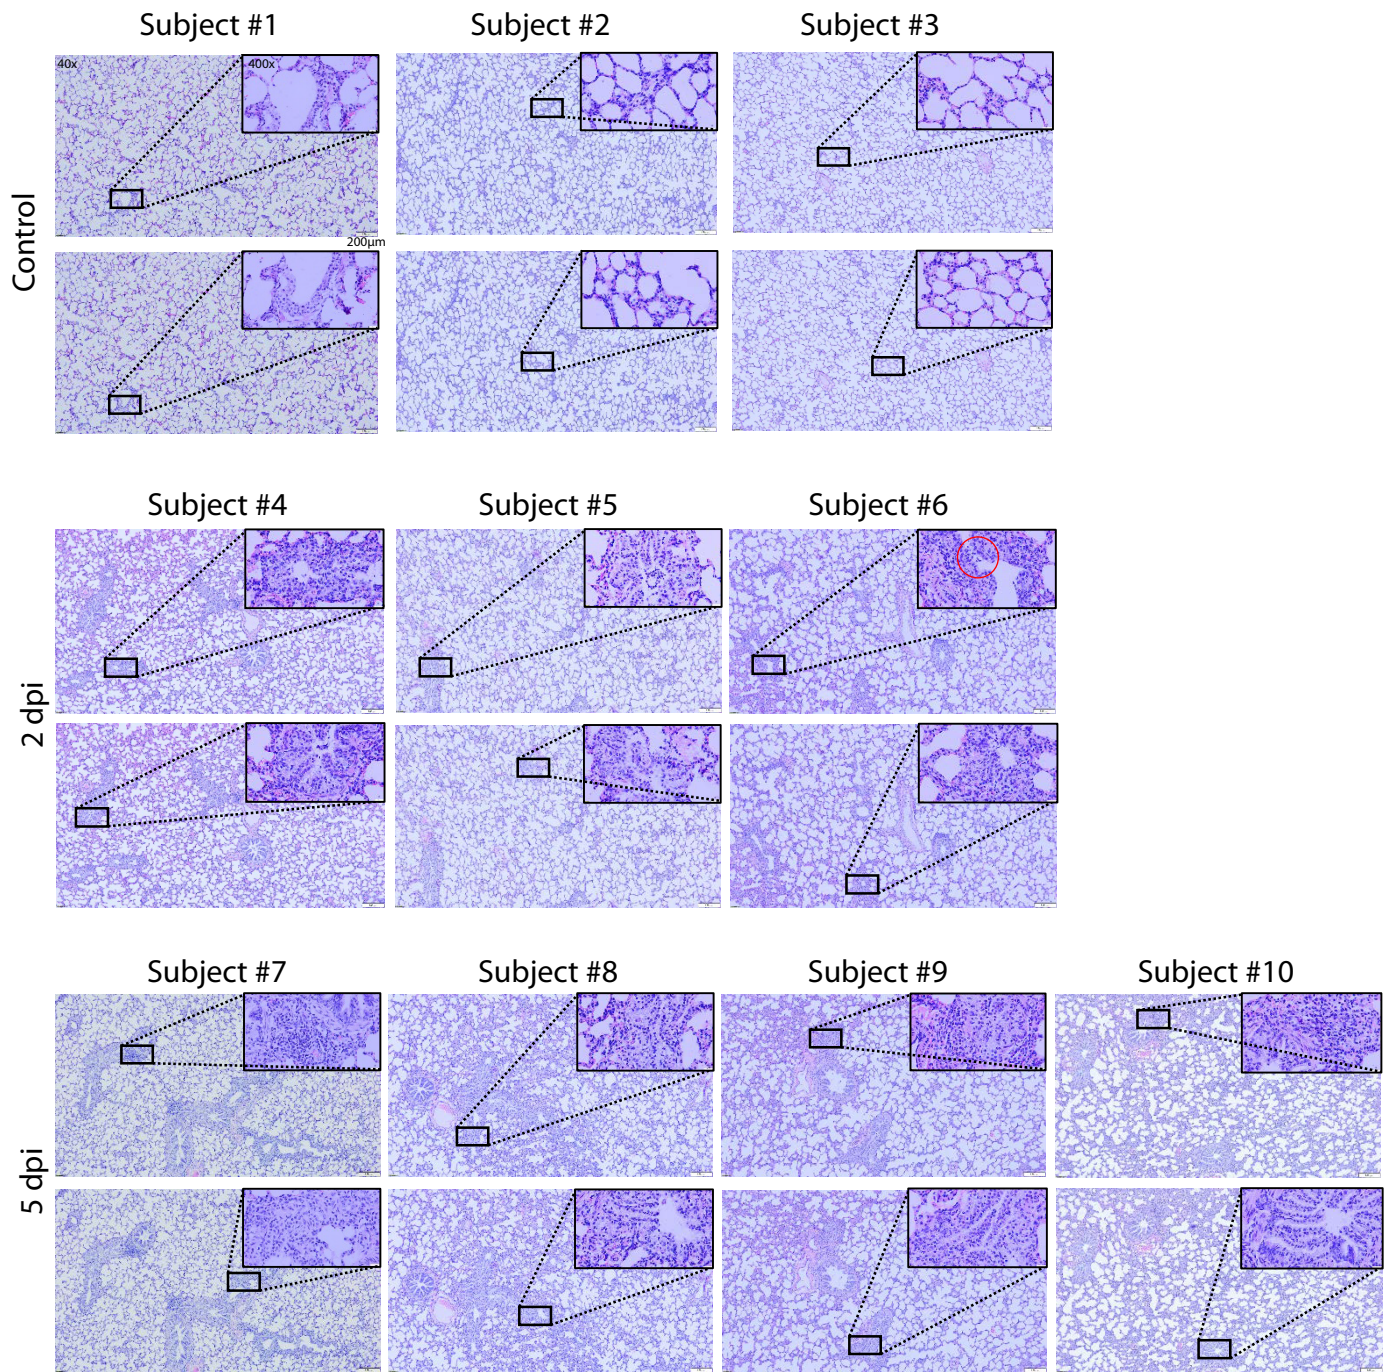 Subject #1 Subject #2 Subject #3
40x 400x
Control
200µm
Subject #4 Subject #5 Subject #6
2 dpi
Subject #7 Subject #8 Subject #9 Subject #10
5 dpi